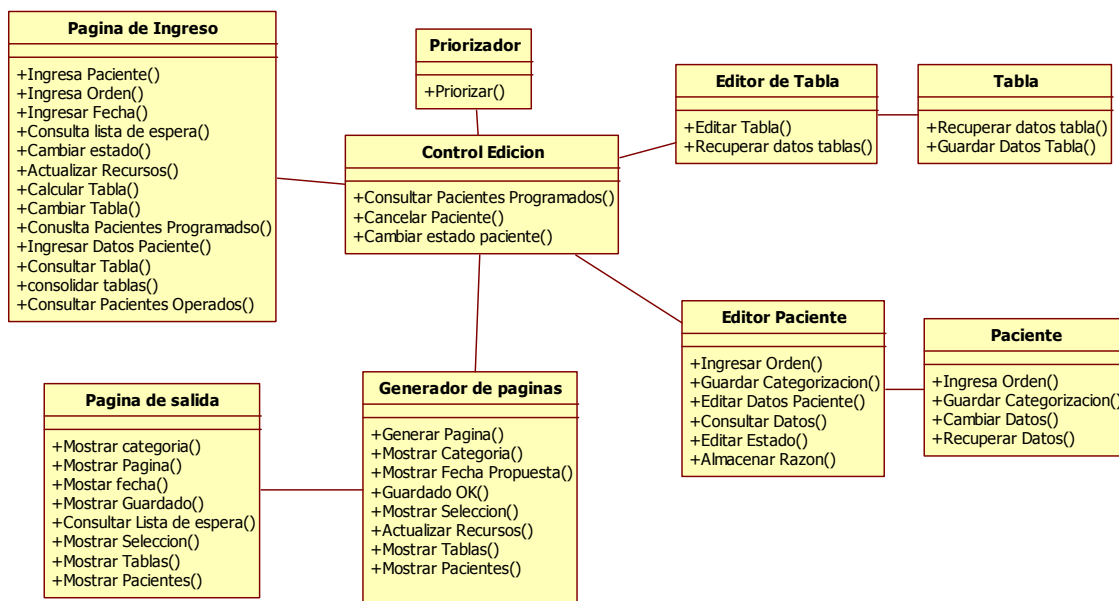 Pagina de Ingreso
+Ingresa Paciente()
+Ingresa Orden()
+Ingresar Fecha()
+Consulta lista de espera()
+Cambiar estado()
+Actualizar Recursos()
+Calcular Tabla()
+Cambiar Tabla()
+Conuslta Pacientes Programadso()
+Ingresar Datos Paciente()
+Consultar Tabla()
+consolidar tablas()
+Consultar Pacientes Operados()
Priorizador
+Priorizar()
Control Edicion
+Consultar Pacientes Programados()
+Cancelar Paciente()
+Cambiar estado paciente()
Editor de Tabla
+Editar Tabla()
+Recuperar datos tablas()
Tabla
+Recuperar datos tabla()
+Guardar Datos Tabla()
Editor Paciente
+Ingresar Orden()
+Guardar Categorizacion()
+Editar Datos Paciente()
+Consultar Datos()
+Editar Estado()
+Almacenar Razon()
Paciente
+Ingresa Orden()
+Guardar Categorizacion()
+Cambiar Datos()
+Recuperar Datos()
Pagina de salida
+Mostrar categoria()
+Mostrar Pagina()
+Mostar fecha()
+Mostrar Guardado()
+Consultar Lista de espera()
+Mostrar Seleccion()
+Mostrar Tablas()
+Mostrar Pacientes()
Generador de paginas
+Generar Pagina()
+Mostrar Categoria()
+Mostrar Fecha Propuesta()
+Guardado OK()
+Mostrar Seleccion()
+Actualizar Recursos()
+Mostrar Tablas()
+Mostrar Pacientes()